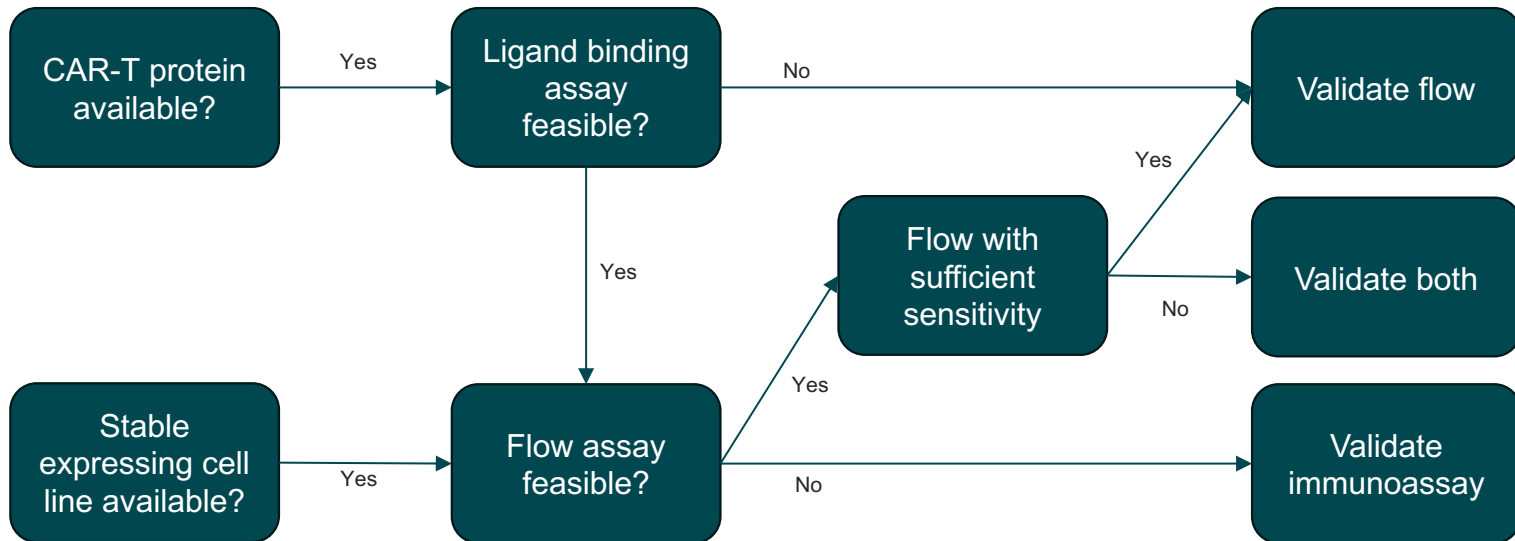 CAR-T protein
available?
Yes
Ligand binding
assay
feasible?
No
Validate flow
Yes
Yes
Flow with
sufficient
sensitivity
No
Validate both
Stable
expressing cell
line available?
Yes
Flow assay
feasible?
Yes
No
Validate
immunoassay